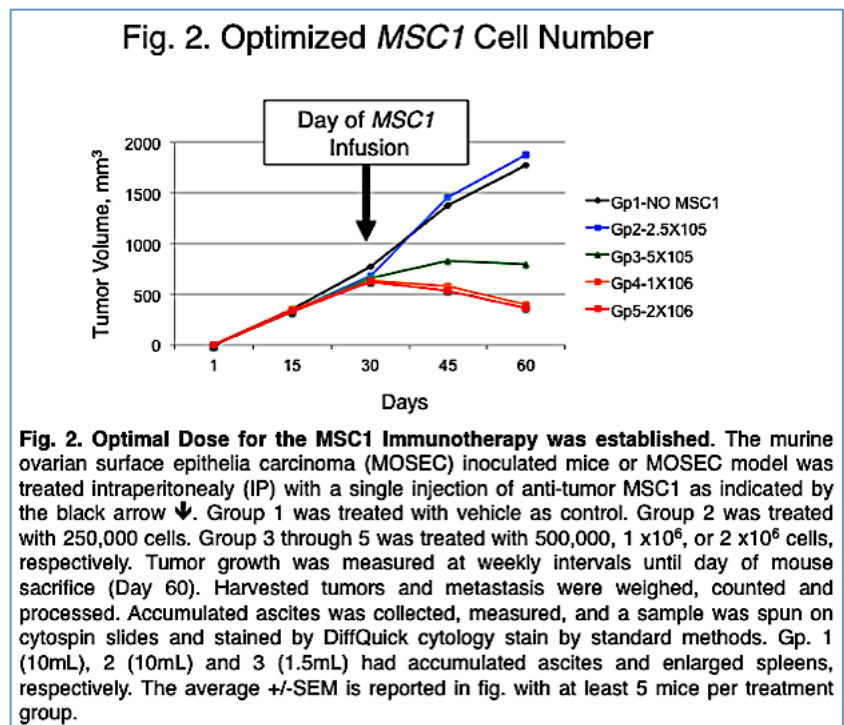 Fig. 2. Optimized MSC1 Cell Number
Day of MSC1
Infusion
Tumor Volume, mm³
2000
1500
1000
500
0
1 15 30 45 60
Days
Gp1-NO MSC1
Gp2-2.5X105
Gp3-5X105
Gp4-1X106
Gp5-2X106
Fig. 2. Optimal Dose for the MSC1 Immunotherapy was established. The murine
ovarian surface epithelia carcinoma (MOSEC) inoculated mice or MOSEC model was
treated intraperitonealy (IP) with a single injection of anti-tumor MSC1 as indicated by
the black arrow 🡇. Group 1 was treated with vehicle as control. Group 2 was treated
with 250,000 cells. Group 3 through 5 was treated with 500,000, 1 x10⁶, or 2 x10⁶ cells,
respectively. Tumor growth was measured at weekly intervals until day of mouse
sacrifice (Day 60). Harvested tumors and metastasis were weighed, counted and
processed. Accumulated ascites was collected, measured, and a sample was spun on
cytospin slides and stained by DiffQuick cytology stain by standard methods. Gp. 1
(10mL), 2 (10mL) and 3 (1.5mL) had accumulated ascites and enlarged spleens,
respectively. The average +/-SEM is reported in fig. with at least 5 mice per treatment
group.